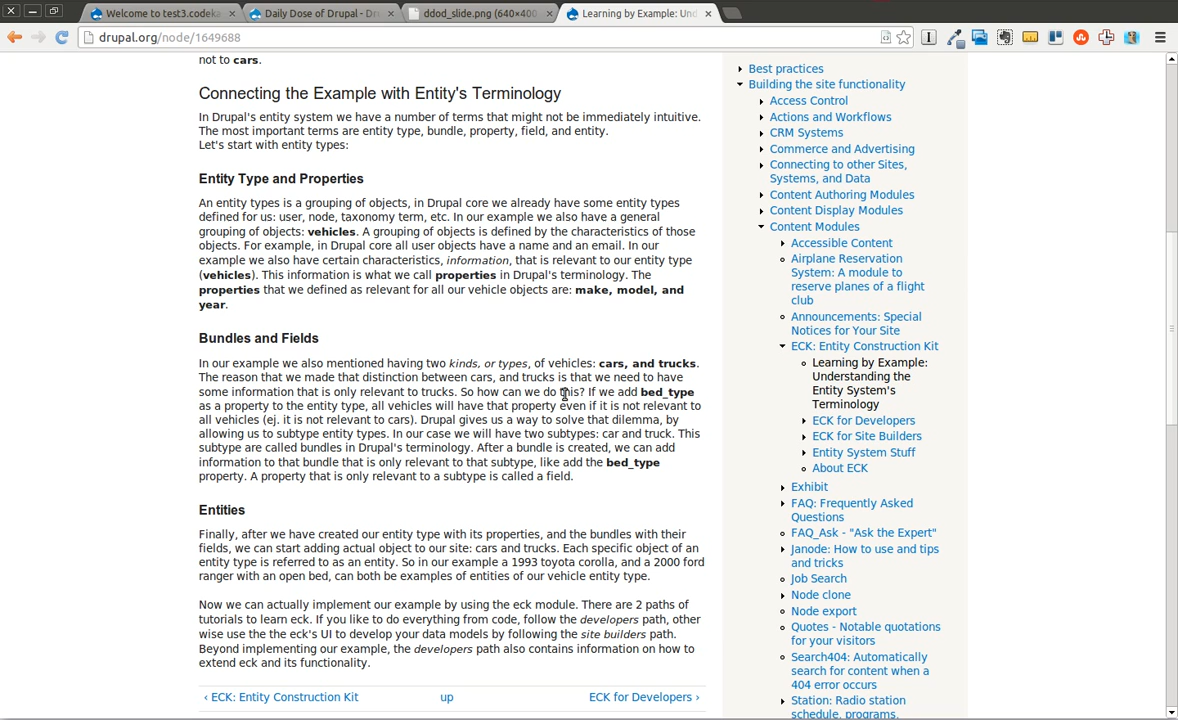 Welcome to test3.codeka
Daily Dose of Drupal - Dr
ddod_slide.png (640×400
Learning by Example: Und
drupal.org/node/1649688
not to cars.
Connecting the Example with Entity's Terminology
In Drupal's entity system we have a number of terms that might not be immediately intuitive.
The most important terms are entity type, bundle, property, field, and entity.
Let's start with entity types:
Entity Type and Properties
An entity types is a grouping of objects, in Drupal core we already have some entity types
defined for us: user, node, taxonomy term, etc. In our example we also have a general
grouping of objects: vehicles. A grouping of objects is defined by the characteristics of those
objects. For example, in Drupal core all user objects have a name and an email. In our
example we also have certain characteristics, information, that is relevant to our entity type
(vehicles). This information is what we call properties in Drupal's terminology. The
properties that we defined as relevant for all our vehicle objects are: make, model, and
year.
Bundles and Fields
In our example we also mentioned having two kinds, or types, of vehicles: cars, and trucks.
The reason that we made that distinction between cars, and trucks is that we need to have
some information that is only relevant to trucks. So how can we do this? If we add bed_type
as a property to the entity type, all vehicles will have that property even if it is not relevant to
all vehicles (ej. it is not relevant to cars). Drupal gives us a way to solve that dilemma, by
allowing us to subtype entity types. In our case we will have two subtypes: car and truck. This
subtype are called bundles in Drupal's terminology. After a bundle is created, we can add
information to that bundle that is only relevant to that subtype, like add the bed_type
property. A property that is only relevant to a subtype is called a field.
Entities
Finally, after we have created our entity type with its properties, and the bundles with their
fields, we can start adding actual object to our site: cars and trucks. Each specific object of an
entity type is referred to as an entity. So in our example a 1993 toyota corolla, and a 2000 ford
ranger with an open bed, can both be examples of entities of our vehicle entity type.
Now we can actually implement our example by using the eck module. There are 2 paths of
tutorials to learn eck. If you like to do everything from code, follow the developers path, other
wise use the the eck's UI to develop your data models by following the site builders path.
Beyond implementing our example, the developers path also contains information on how to
extend eck and its functionality.
‹ ECK: Entity Construction Kit
up
ECK for Developers ›
Best practices
Building the site functionality
Access Control
Actions and Workflows
CRM Systems
Commerce and Advertising
Connecting to other Sites,
Systems, and Data
Content Authoring Modules
Content Display Modules
Content Modules
Accessible Content
Airplane Reservation
System: A module to
reserve planes of a flight
club
Announcements: Special
Notices for Your Site
ECK: Entity Construction Kit
Learning by Example:
Understanding the
Entity System's
Terminology
ECK for Developers
ECK for Site Builders
Entity System Stuff
About ECK
Exhibit
FAQ: Frequently Asked
Questions
FAQ_Ask - "Ask the Expert"
Janode: How to use and tips
and tricks
Job Search
Node clone
Node export
Quotes - Notable quotations
for your visitors
Search404: Automatically
search for content when a
404 error occurs
Station: Radio station
schedule, programs,